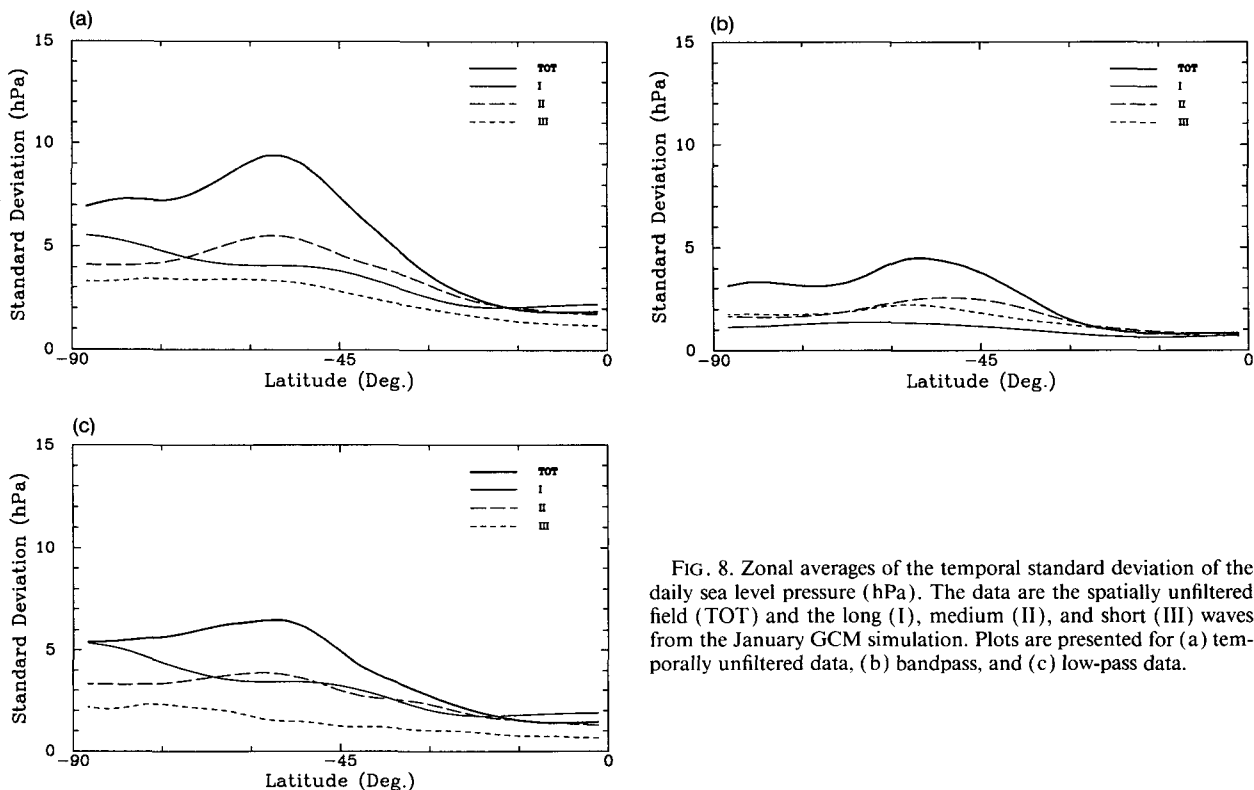 (a)
15
10
5
0
Standard Deviation (hPa)
TOT
I
II
III
-90
-45
0
Latitude (Deg.)
(b)
15
10
5
0
Standard Deviation (hPa)
TOT
I
II
III
-90
-45
0
Latitude (Deg.)
(c)
15
10
5
0
Standard Deviation (hPa)
TOT
I
II
III
-90
-45
0
Latitude (Deg.)
FIG. 8. Zonal averages of the temporal standard deviation of the
daily sea level pressure (hPa). The data are the spatially unfiltered
field (TOT) and the long (I), medium (II), and short (III) waves
from the January GCM simulation. Plots are presented for (a) tem-
porally unfiltered data, (b) bandpass, and (c) low-pass data.